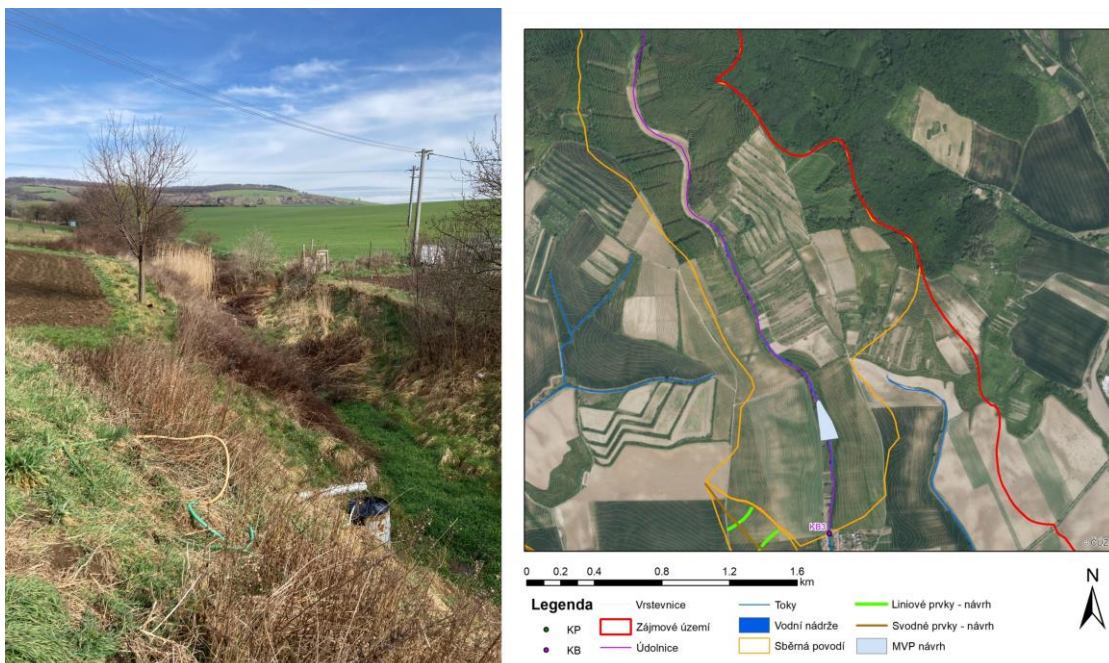 KB3
©ČÚZ
0 0.2 0.4 0.8 1.2 1.6
km
N
Legenda
KP
KB
Vrstevnice
Zájmové území
Údolnice
Toky
Vodní nádrže
Sběrná povodí
Liniové prvky - návrh
Svodné prvky - návrh
MVP návrh